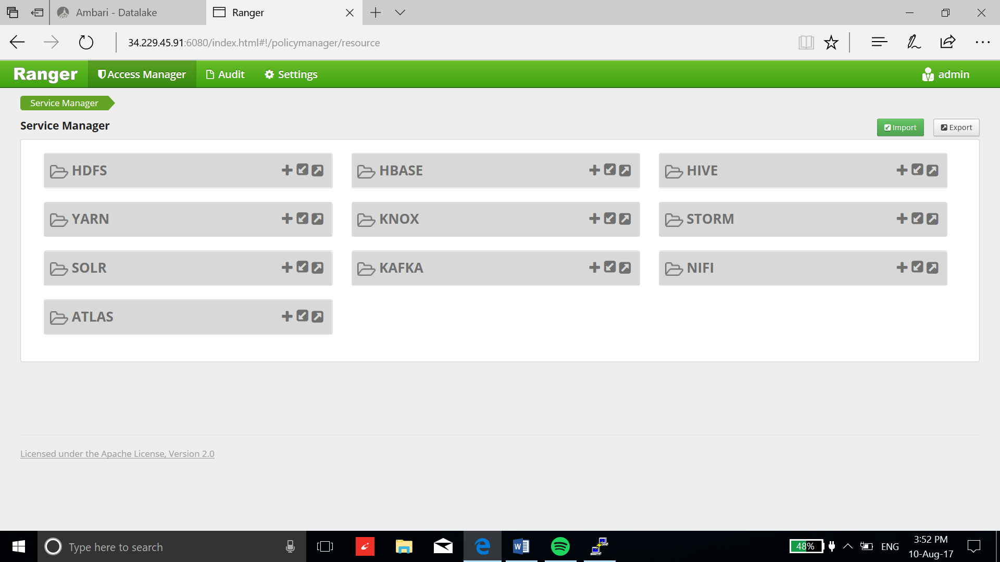 Ambari - Datalake
Ranger
34.229.45.91:6080/index.html#!/policymanager/resource
Ranger
Access Manager
Audit
Settings
admin
Service Manager
Service Manager
Import
Export
HDFS
HBASE
HIVE
YARN
KNOX
STORM
SOLR
KAFKA
NIFI
ATLAS
Licensed under the Apache License, Version 2.0
Type here to search
48%
ENG
3:52 PM
10-Aug-17